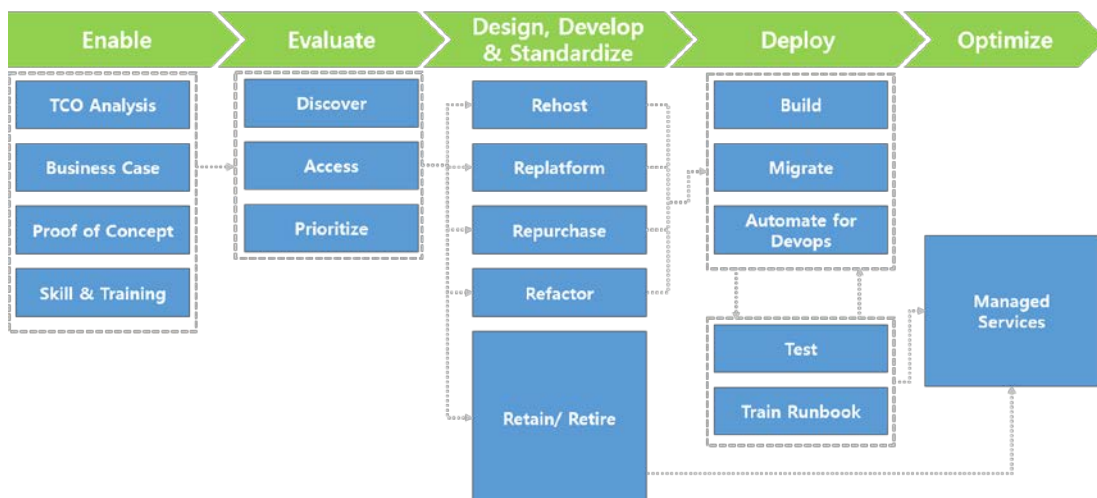 Enable
Evaluate
Design, Develop
& Standardize
Deploy
Optimize
TCO Analysis
Business Case
Proof of Concept
Skill & Training
Discover
Access
Prioritize
Rehost
Replatform
Repurchase
Refactor
Retain/ Retire
Build
Migrate
Automate for
Devops
Test
Train Runbook
Managed
Services